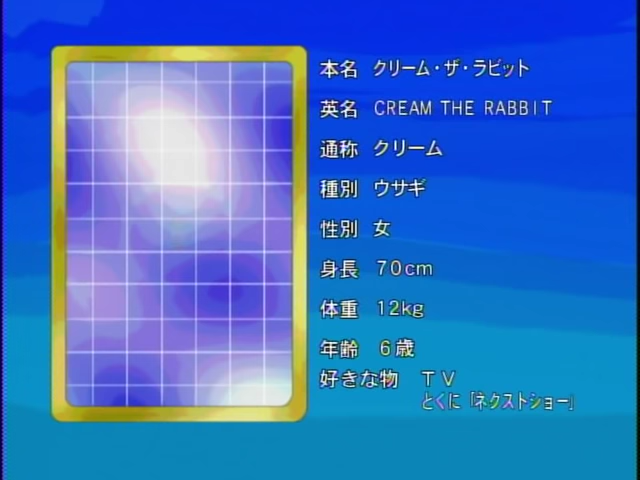 本名 クリーム・ザ・ラビット
英名 CREAM THE RABBIT
通称 クリーム
種別 ウサギ
性別 女
身長 70cm
体重 12kg
年齢 6歳
好きな物 TV
とくに「ネクストショー」